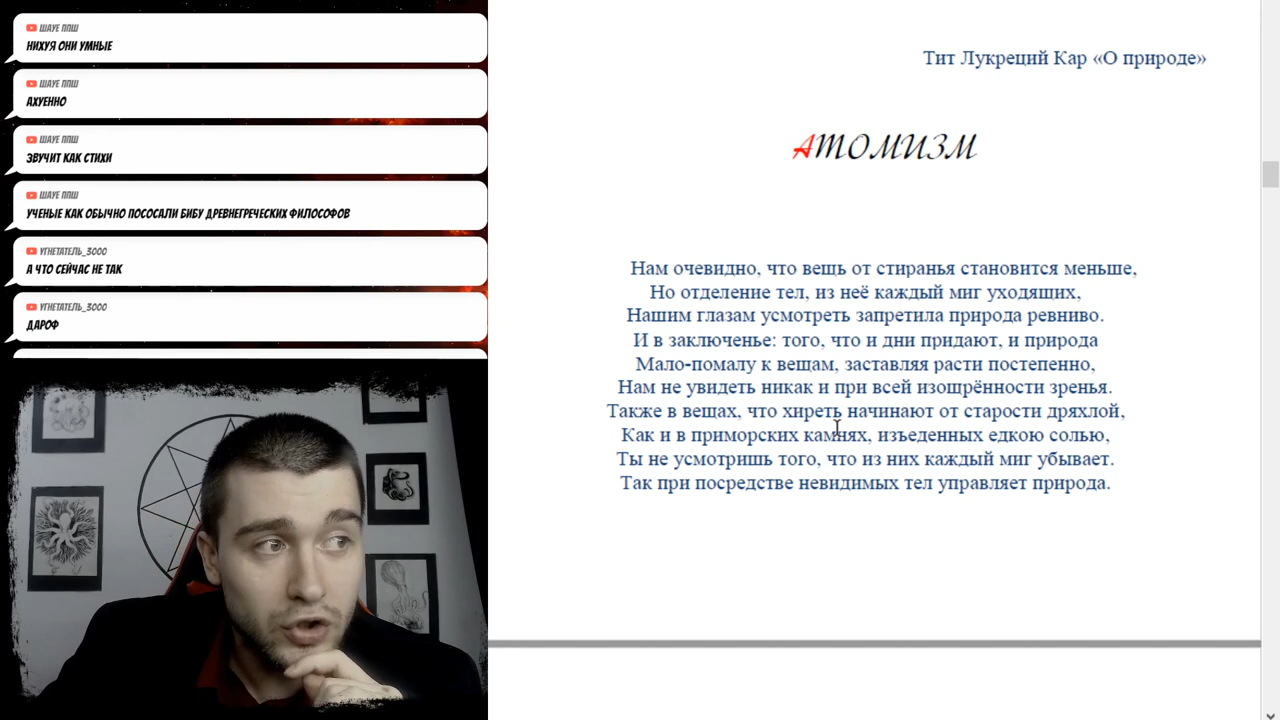 ШАУЕ ППШ
НИХУЯ ОНИ УМНЫЕ
ШАУЕ ППШ
АХУЕННО
ШАУЕ ППШ
ЗВУЧИТ КАК СТИХИ
ШАУЕ ППШ
УЧЕНЫЕ КАК ОБЫЧНО ПОСОСАЛИ БИБУ ДРЕВНЕГРЕЧЕСКИХ ФИЛОСОФОВ
УГНЕТАТЕЛЬ_3000
А ЧТО СЕЙЧАС НЕ ТАК
УГНЕТАТЕЛЬ_3000
ДАРОФ
Тит Лукреций Кар «О природе»
Атомизм
Нам очевидно, что вещь от стиранья становится меньше,
Но отделение тел, из неё каждый миг уходящих,
Нашим глазам усмотреть запретила природа ревниво.
И в заключенье: того, что и дни придают, и природа
Мало-помалу к вещам, заставляя расти постепенно,
Нам не увидеть никак и при всей изощрённости зренья.
Также в вещах, что хиреть начинают от старости дряхлой,
Как и в приморских камнях, изъеденных едкою солью,
Ты не усмотришь того, что из них каждый миг убывает.
Так при посредстве невидимых тел управляет природа.